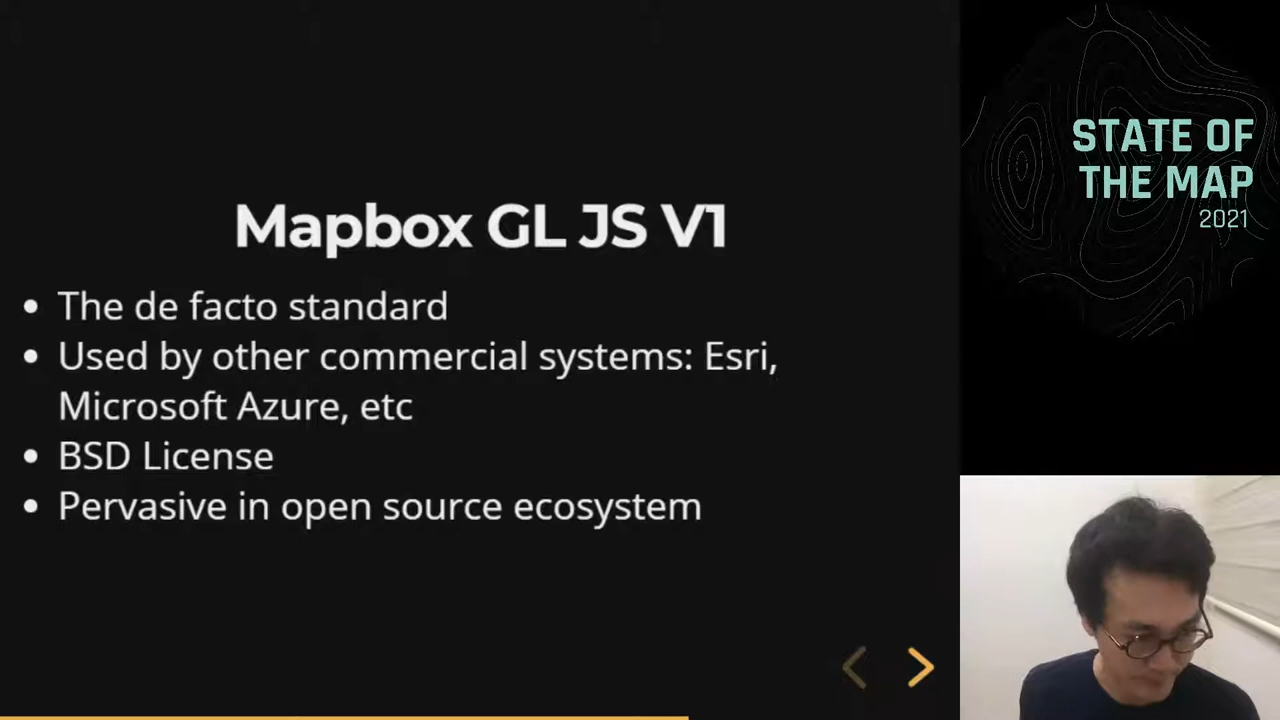 Mapbox GL JS V1
• The de facto standard
• Used by other commercial systems: Esri,
Microsoft Azure, etc
• BSD License
• Pervasive in open source ecosystem
STATE OF
THE MAP
2021